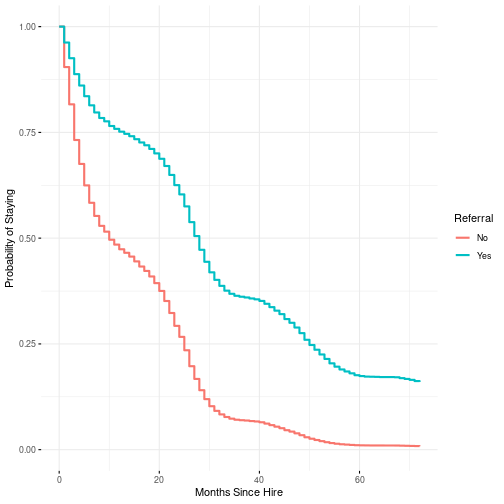 1.00
0.75
0.50
0.25
0.00
Probability of Staying
0 20 40 60
Months Since Hire
Referral
No
Yes